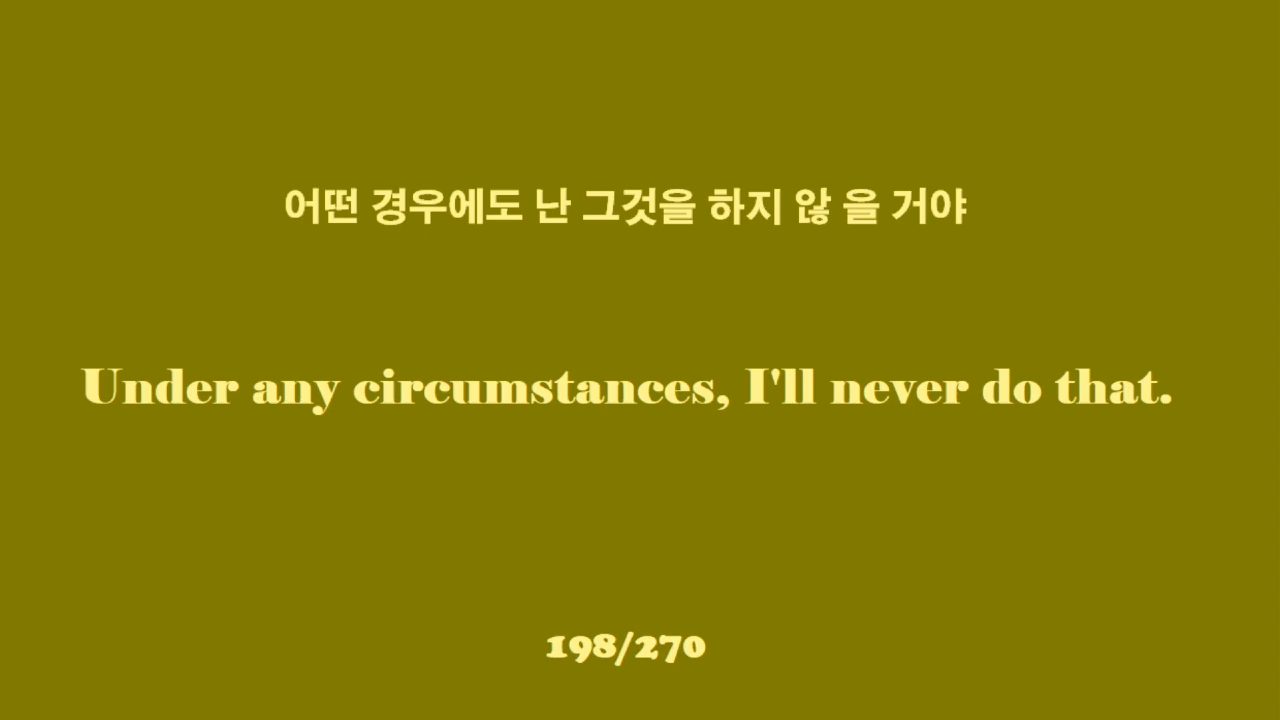 어떤 경우에도 난 그것을 하지 않 을 거야
Under any circumstances, I'll never do that.
198/270